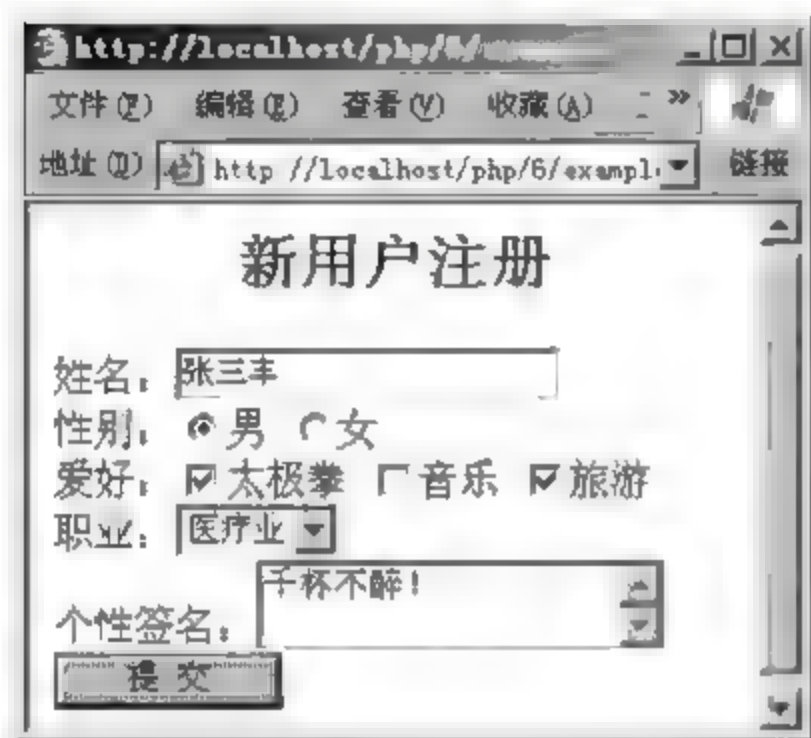 http://localhost/php/6/
文件(F) 编辑(E) 查看(V) 收藏(A) »
地址(D) http //localhost/php/6/exampl 链接
新用户注册
姓名: 张三丰
性别: 男 女
爱好: 太极拳 音乐 旅游
职业: 医疗业
千杯不醉!
个性签名:
提交